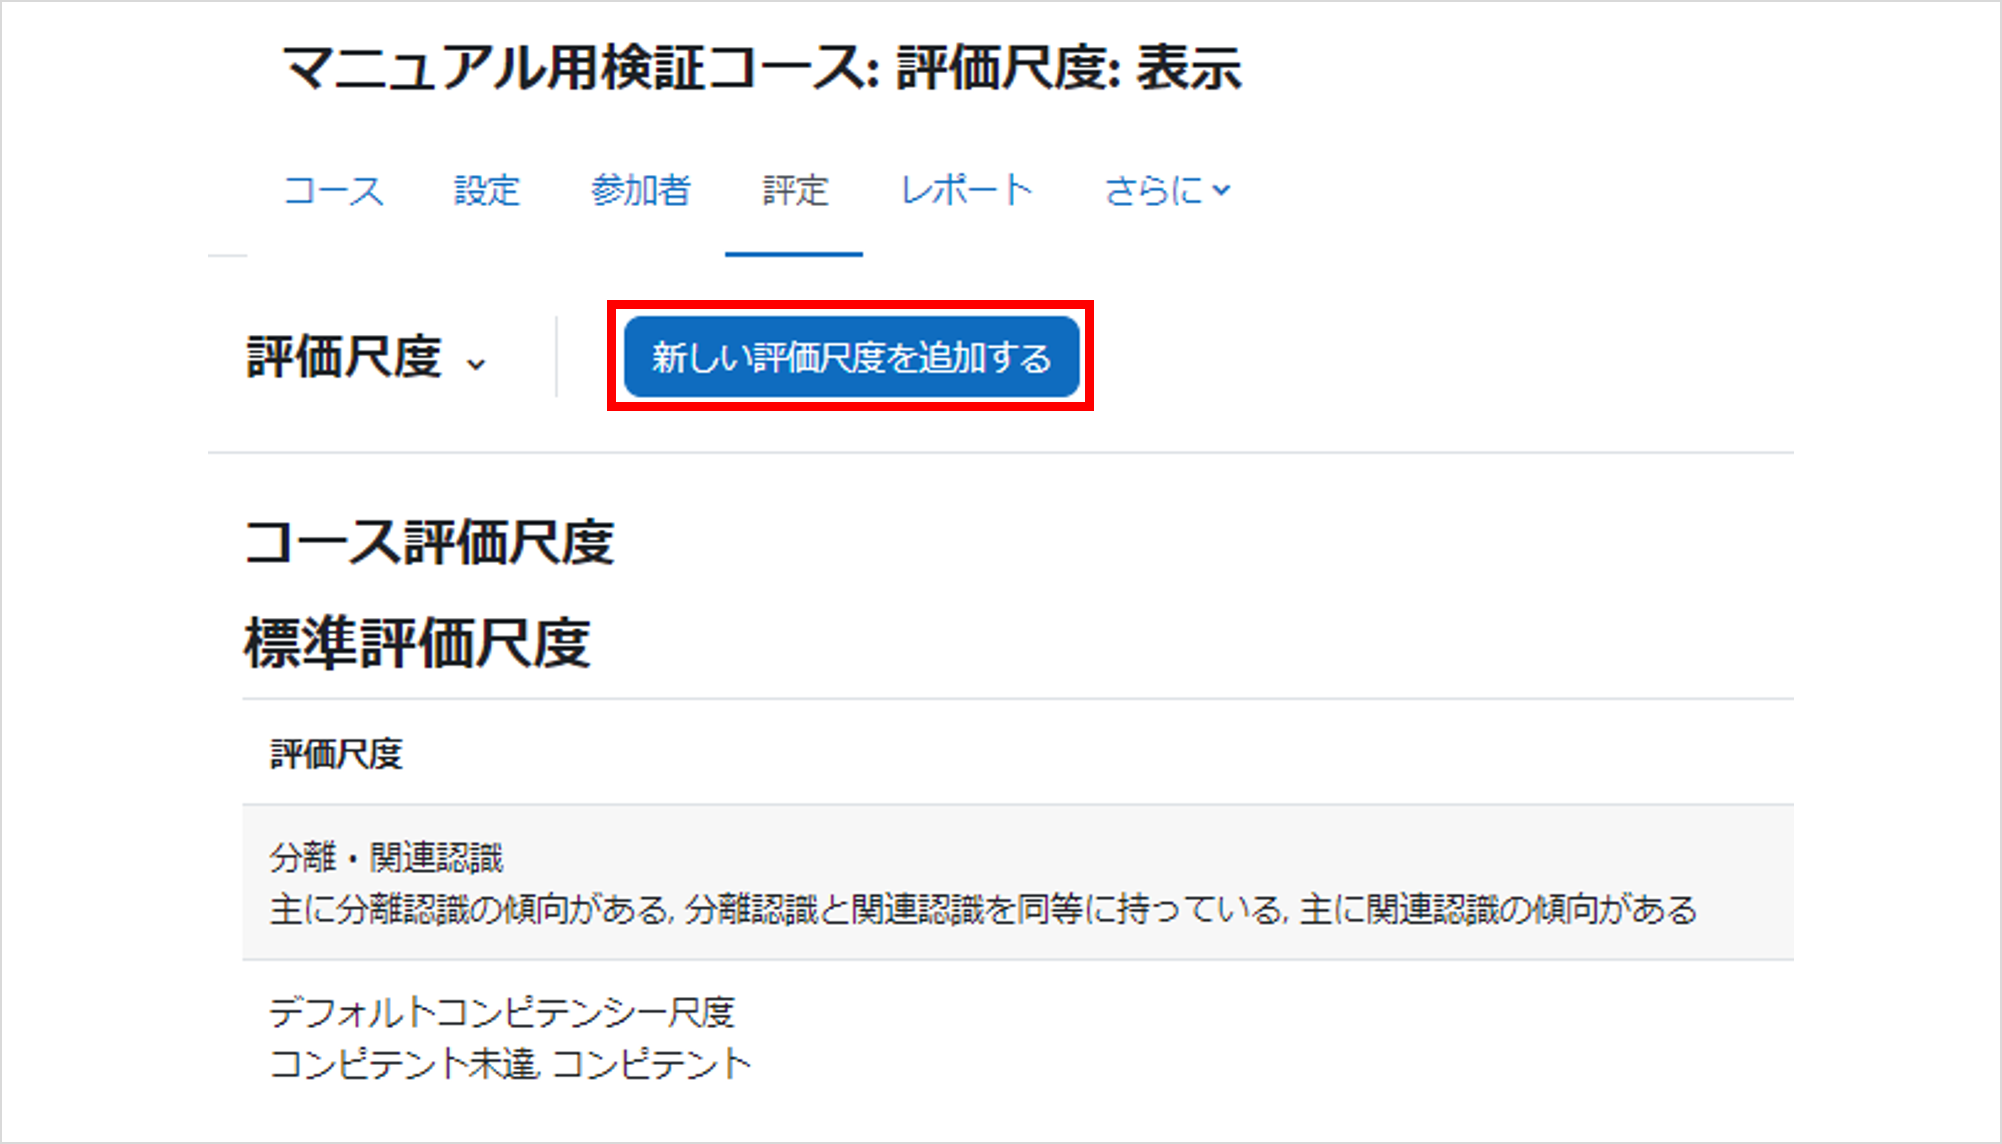 マニュアル用検証コース: 評価尺度: 表示
コース 設定 参加者 評定 レポート さらに
評価尺度 新しい評価尺度を追加する
コース評価尺度
標準評価尺度
評価尺度
分離・関連認識
主に分離認識の傾向がある, 分離認識と関連認識を同等に持っている, 主に関連認識の傾向がある
デフォルトコンピテンシー尺度
コンピテント未達, コンピテント